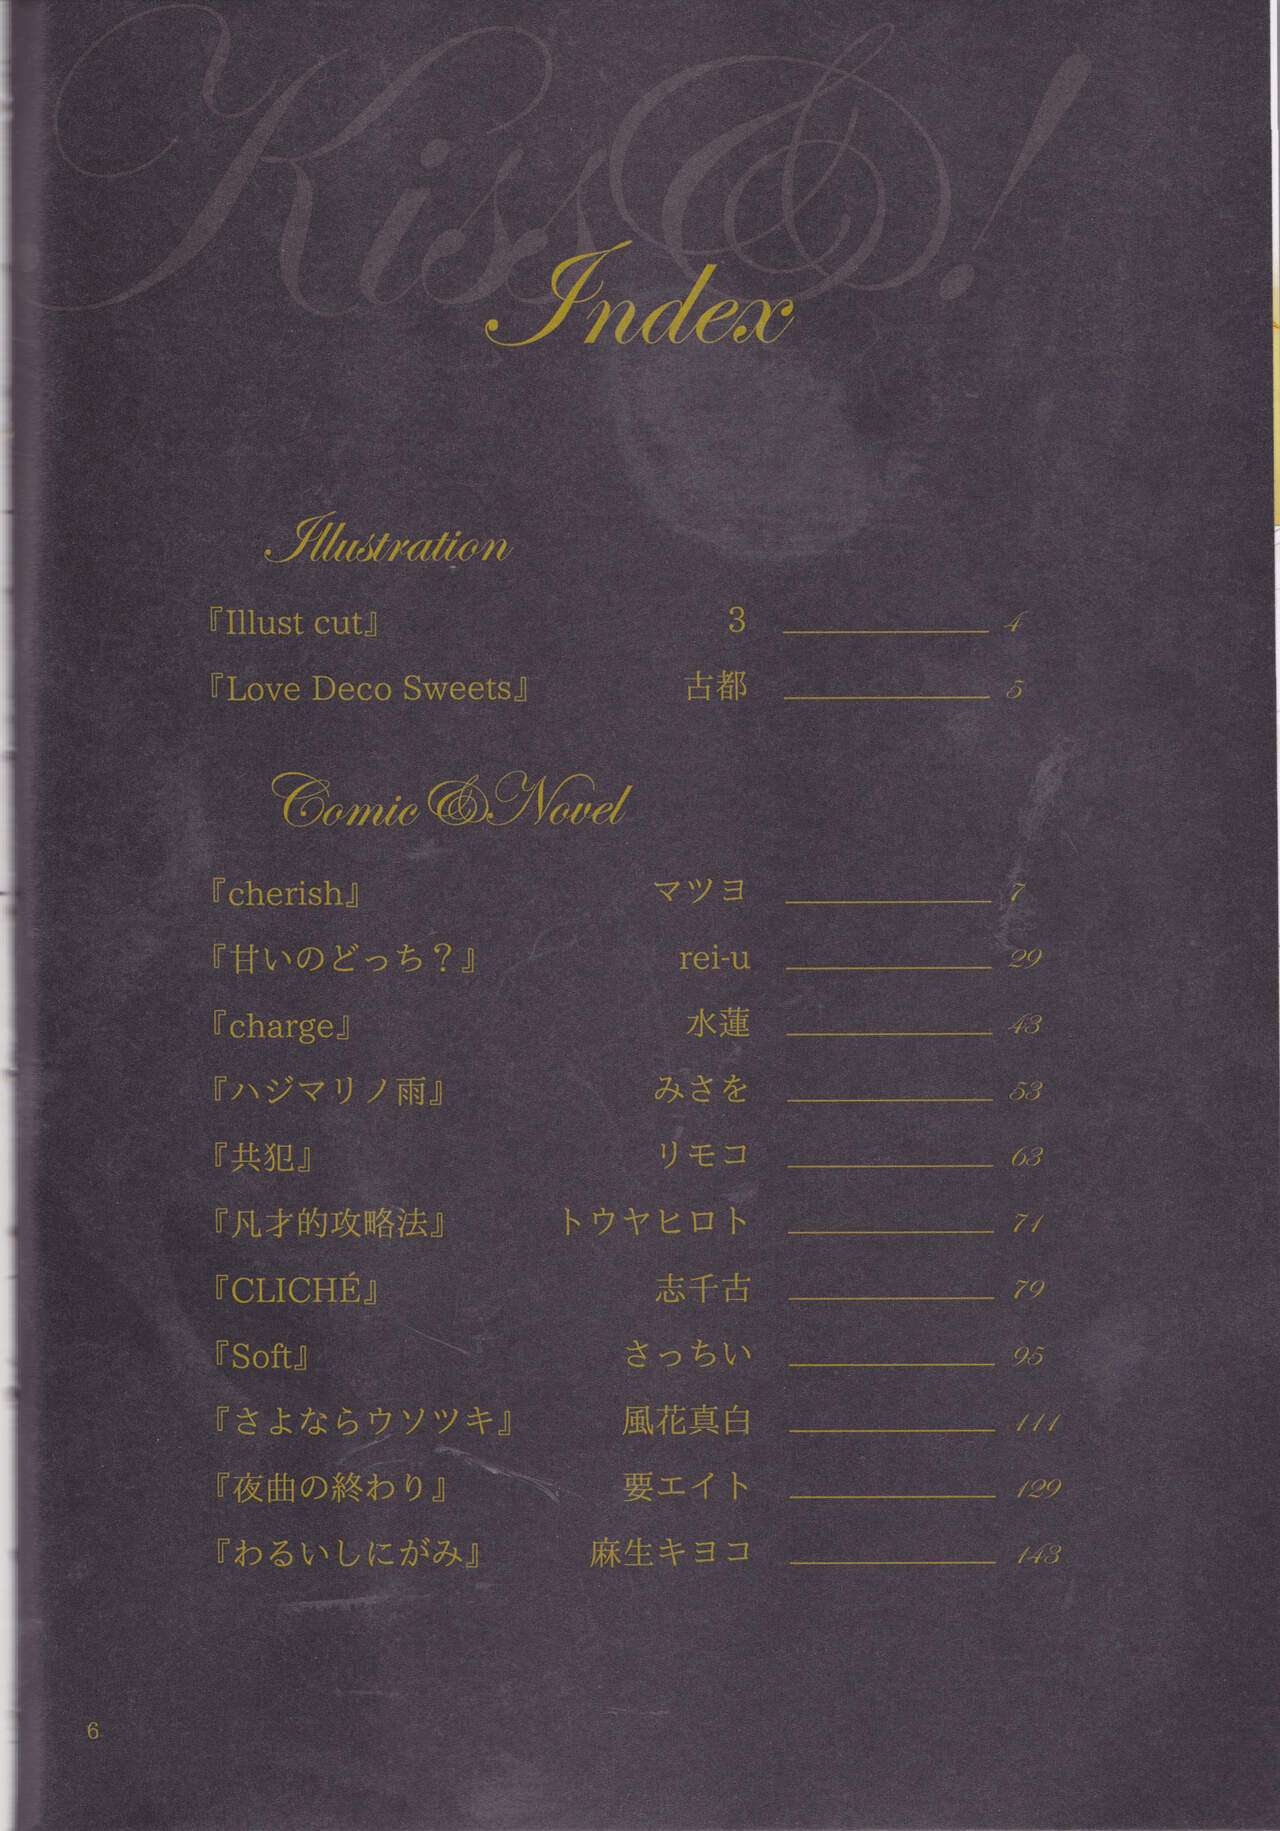 Kiss&!
Index
Illustration
『Illust cut』 3 4
『Love Deco Sweets』 古都 5
Comic&Novel
『cherish』 マツヨ 7
『甘いのどっち？』 rei-u 29
『charge』 水蓮 43
『ハジマリノ雨』 みさを 53
『共犯』 リモコ 63
『凡才的攻略法』 トウヤヒロト 71
『CLICHÉ』 志千古 79
『Soft』 さっちい 95
『さよならウソツキ』 風花真白 111
『夜曲の終わり』 要エイト 129
『わるいしにがみ』 麻生キヨコ 143
6